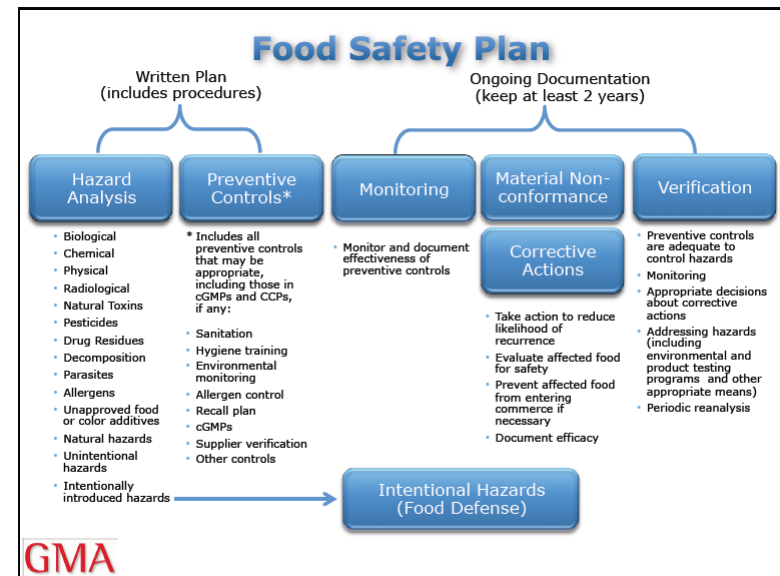 Food Safety Plan
Written Plan
(includes procedures)
Ongoing Documentation
(keep at least 2 years)
Hazard
Analysis
• Biological
• Chemical
• Physical
• Radiological
• Natural Toxins
• Pesticides
• Drug Residues
• Decomposition
• Parasites
• Allergens
• Unapproved food
or color additives
• Natural hazards
• Unintentional
hazards
• Intentionally
introduced hazards
Preventive
Controls*
* Includes all
preventive controls
that may be
appropriate,
including those in
cGMPs and CCPs,
if any:
• Sanitation
• Hygiene training
• Environmental
monitoring
• Allergen control
• Recall plan
• cGMPs
• Supplier verification
• Other controls
Monitoring
• Monitor and document
effectiveness of
preventive controls
Material Non-
conformance
Corrective
Actions
• Take action to reduce
likelihood of
recurrence
• Evaluate affected food
for safety
• Prevent affected food
from entering
commerce if
necessary
• Document efficacy
Verification
• Preventive controls
are adequate to
control hazards
• Monitoring
• Appropriate decisions
about corrective
actions
• Addressing hazards
(including
environmental and
product testing
programs and other
appropriate means)
• Periodic reanalysis
Intentional Hazards
(Food Defense)
GMA